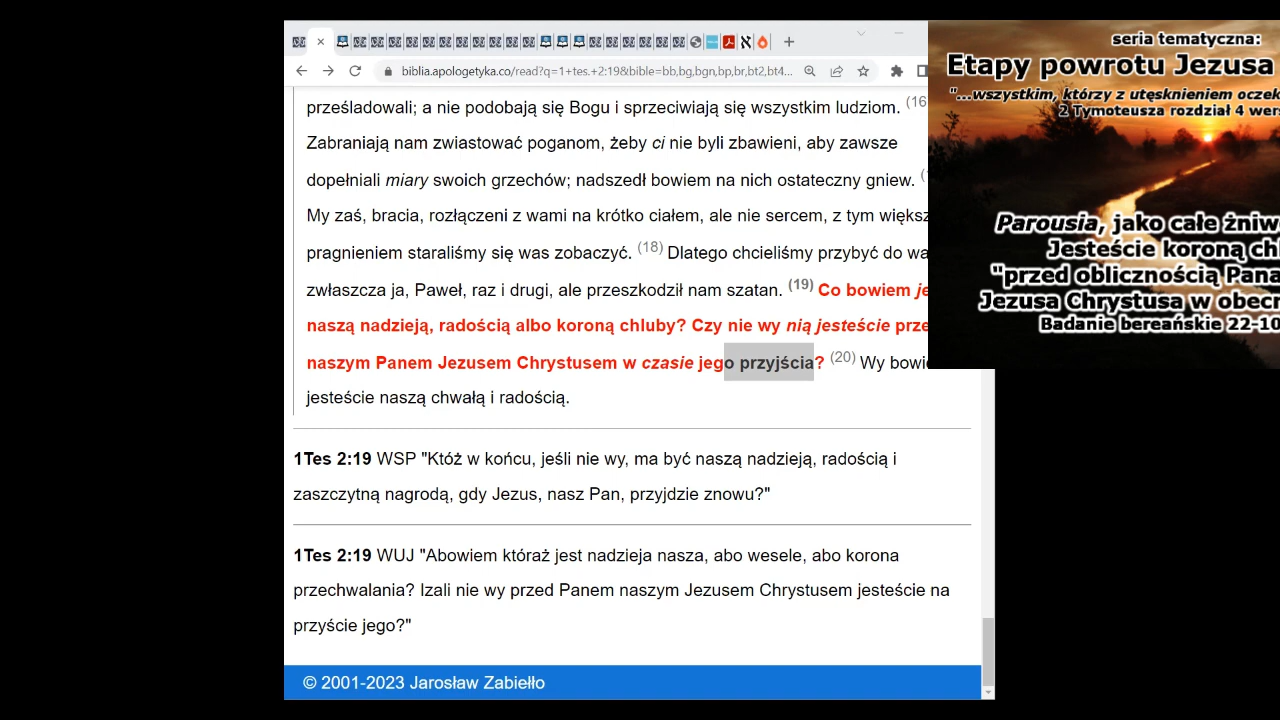 biblia.apologetyka.co/read?q=1+tes.+2:19&bible=bb,bg,bgn,bp,br,bt2,bt4...
prześladowali; a nie podobają się Bogu i sprzeciwiają się wszystkim ludziom. (16
Zabraniają nam zwiastować poganom, żeby ci nie byli zbawieni, aby zawsze
dopełniali miary swoich grzechów; nadszedł bowiem na nich ostateczny gniew. (
My zaś, bracia, rozłączeni z wami na krótko ciałem, ale nie sercem, z tym więks
pragnieniem staraliśmy się was zobaczyć. (18) Dlatego chcieliśmy przybyć do wa
zwłaszcza ja, Paweł, raz i drugi, ale przeszkodził nam szatan. (19) Co bowiem je
naszą nadzieją, radością albo koroną chluby? Czy nie wy nią jesteście prze
naszym Panem Jezusem Chrystusem w czasie jego przyjścia? (20) Wy bowi
jesteście naszą chwałą i radością.
1Tes 2:19 WSP "Któż w końcu, jeśli nie wy, ma być naszą nadzieją, radością i
zaszczytną nagrodą, gdy Jezus, nasz Pan, przyjdzie znowu?"
1Tes 2:19 WUJ "Abowiem któraż jest nadzieja nasza, abo wesele, abo korona
przechwalania? Izali nie wy przed Panem naszym Jezusem Chrystusem jesteście na
przyście jego?"
© 2001-2023 Jarosław Zabiełło
seria tematyczna:
Etapy powrotu Jezusa
"...wszystkim, którzy z utęsknieniem oczek
2 Tymoteusza rozdział 4 wers
Parousia, jako całe żniw
Jesteście koroną ch
"przed oblicznością Pana
Jezusa Chrystusa w obecn
Badanie bereańskie 22-10